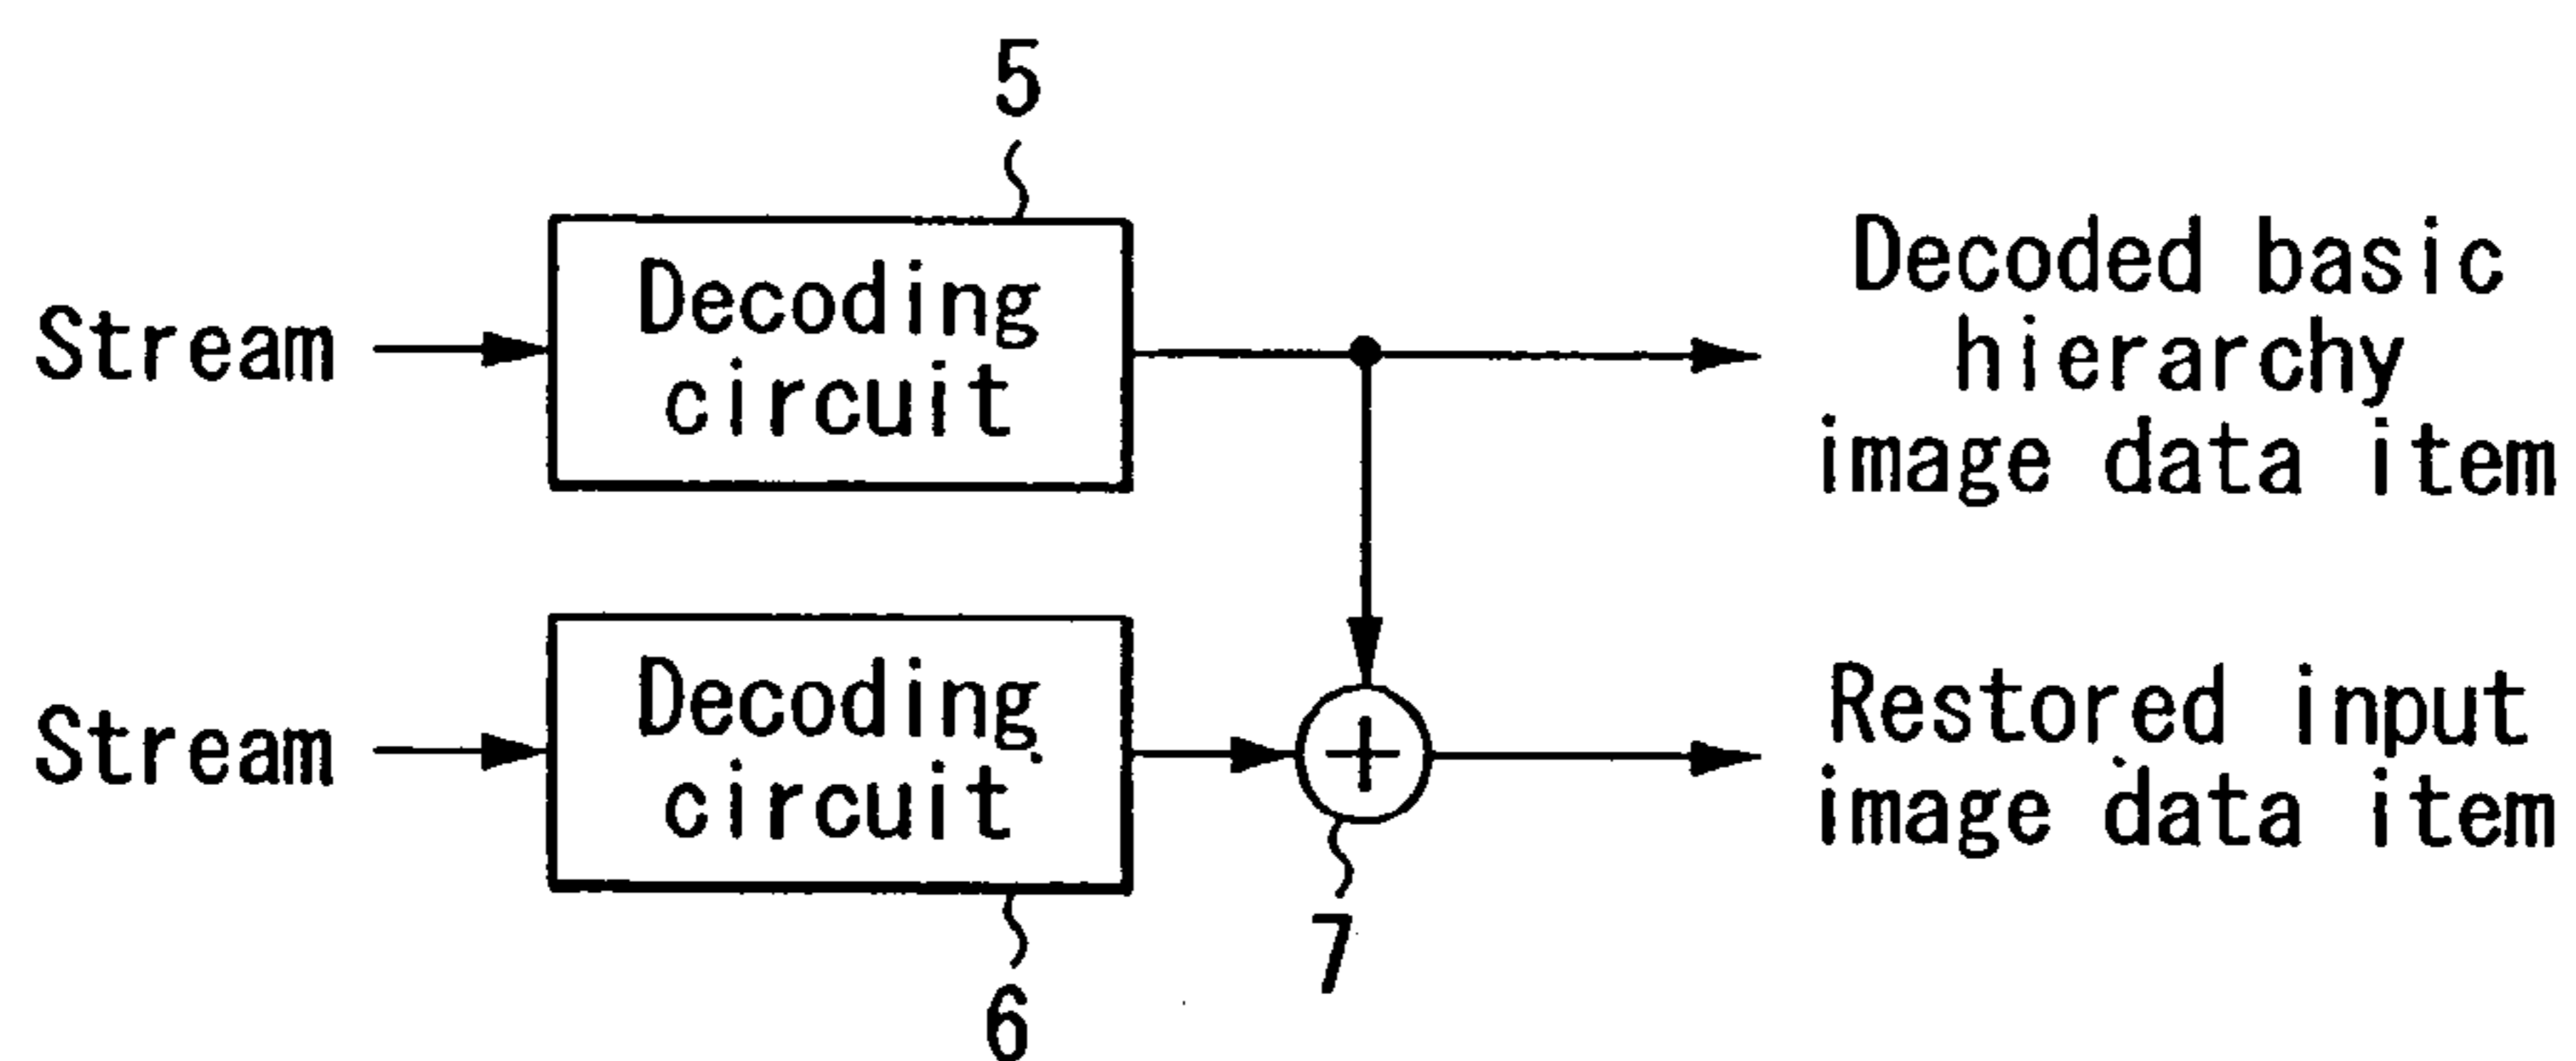 5
Stream
Decoding
circuit
Decoded basic
hierarchy
image data item
Stream
Decoding
circuit
+
Restored input
image data item
7
6